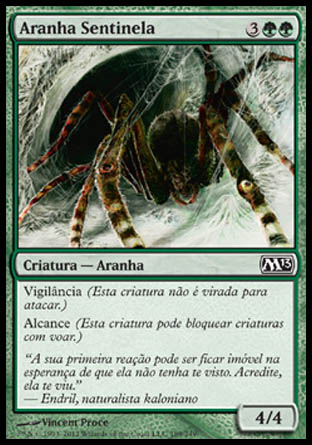 Aranha Sentinela 3
Criatura — Aranha M13
Vigilância (Esta criatura não é virada para
atacar.)
Alcance (Esta criatura pode bloquear criaturas
com voar.)
"A sua primeira reação pode ser ficar imóvel na
esperança de que ela não tenha te visto. Acredite,
ela te viu."
— Endril, naturalista kaloniano
Vincent Proce
4/4